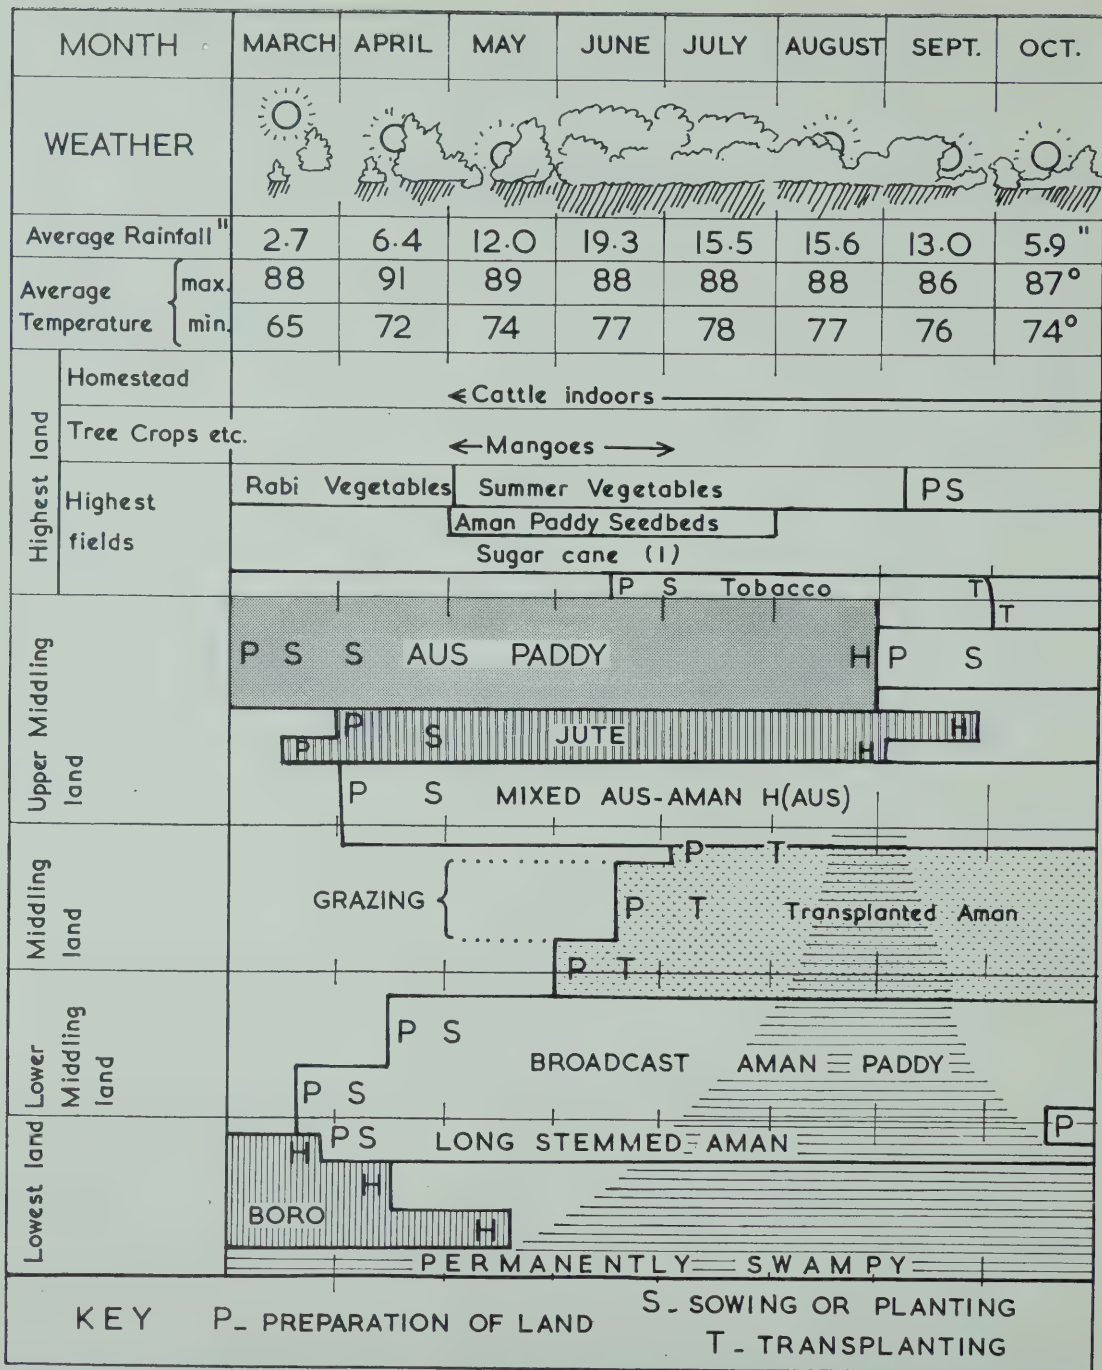 MONTH MARCH APRIL MAY JUNE JULY AUGUST SEPT. OCT.
WEATHER
Average Rainfall" 2.7 6.4 12.0 19.3 15.5 15.6 13.0 5.9"
Average Temperature max. 88 91 89 88 88 88 86 87°
min. 65 72 74 77 78 77 76 74°
Highest land
Homestead
Cattle indoors
Tree Crops etc.
Mangoes
Highest fields
Rabi Vegetables Summer Vegetables PS
Aman Paddy Seedbeds
Sugar cane (1)
P S Tobacco T
T
Upper Middling land
P S S AUS PADDY H P S
P S JUTE H
P H
P S MIXED AUS-AMAN H(AUS)
Middling land
P T
GRAZING
P T Transplanted Aman
P T
Lower Middling land
P S
BROADCAST AMAN PADDY
P S
P
Lowest land
H PS LONG STEMMED AMAN
H
BORO
H
PERMANENTLY SWAMPY
KEY P_ PREPARATION OF LAND
S_ SOWING OR PLANTING
T_ TRANSPLANTING